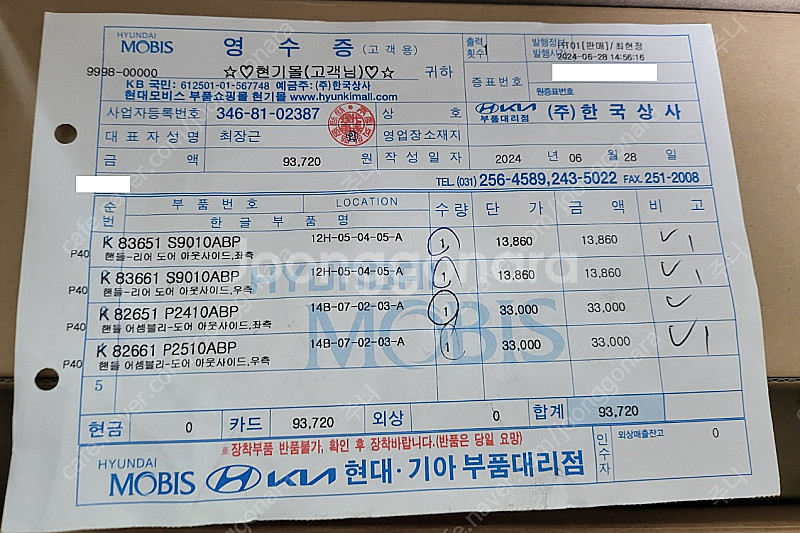 HYUNDAI
MOBIS
영 수 증 (고객용)
출력
횟수 1
발행정보 HT01[판매] / 최현정
발행시각 2024-06-28 14:56:16
9998-00000 ☆♡현기몰(고객님)♡☆ 귀하
KB 국민: 612501-01-567748 예금주: (주)한국상사
현대모비스 부품쇼핑몰 현기몰 www.hyunkimall.com
증표번호
원증표번호
사업자등록번호 346-81-02387 상 호 HYUNDAI KIA 부품대리점 (주)한국상사
대표자성명 최장근 영업장소재지
금 액 93,720 원 작성일자 2024 년 06 월 28 일
TEL. (031) 256-4589, 243-5022 FAX. 251-2008
순번 부품번호 LOCATION 수량 단 가 금 액 비 고
한글부품명
K 83651 S9010ABP 12H-05-04-05-A 1 13,860 13,860
P40 핸들-리어 도어 아웃사이드,좌측
K 83661 S9010ABP 12H-05-04-05-A 1 13,860 13,860
P40 핸들-리어 도어 아웃사이드,우측
K 82651 P2410ABP 14B-07-02-03-A 1 33,000 33,000
P40 핸들 어셈블리-도어 아웃사이드,좌측
K 82661 P2510ABP 14B-07-02-03-A 1 33,000 33,000
P40 핸들 어셈블리-도어 아웃사이드,우측
5
HYUNDAI
MOBIS
현금 0 카드 93,720 외상 0 합계 93,720
※장착부품 반품불가, 확인 후 장착바랍니다.(반품은 당일 요망)
인수자
외상매출잔고 0
HYUNDAI
MOBIS KIA 현대·기아 부품대리점
joonggonara
cafe.naver.com/joonggonara
주니